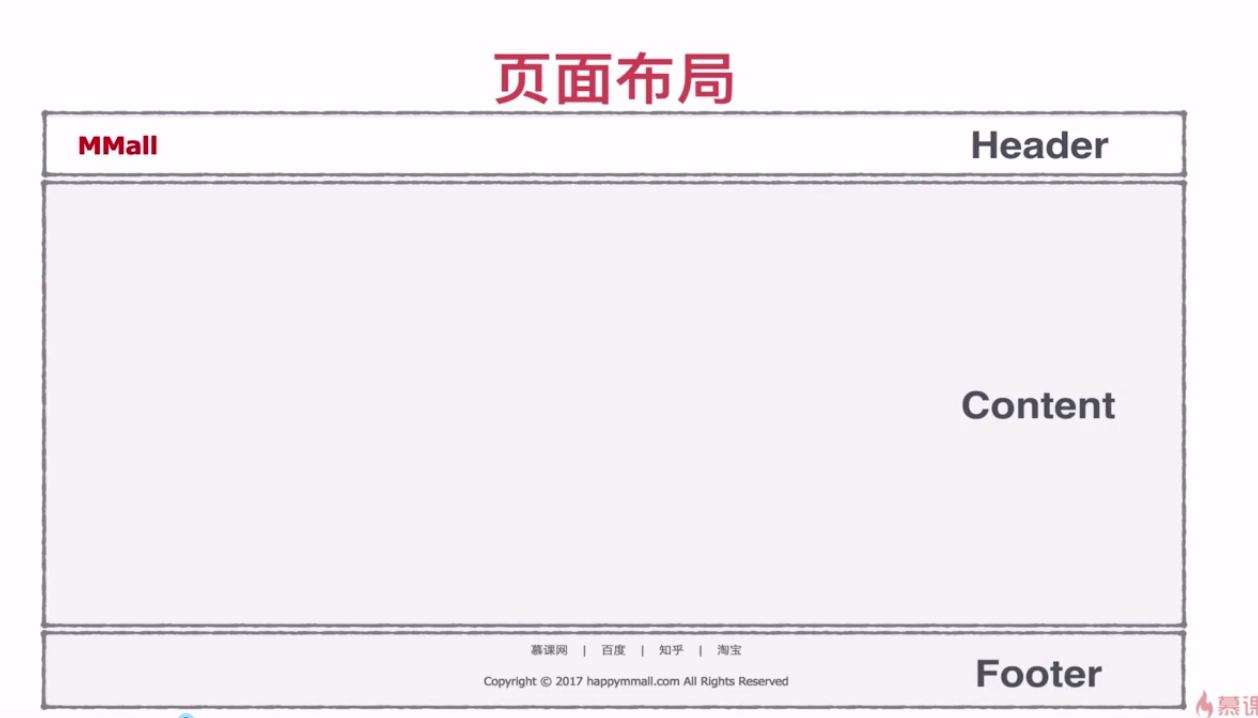 页面布局
MMall
Header
Content
慕课网 | 百度 | 知乎 | 淘宝
Copyright © 2017 happymmall.com All Rights Reserved
Footer
慕课